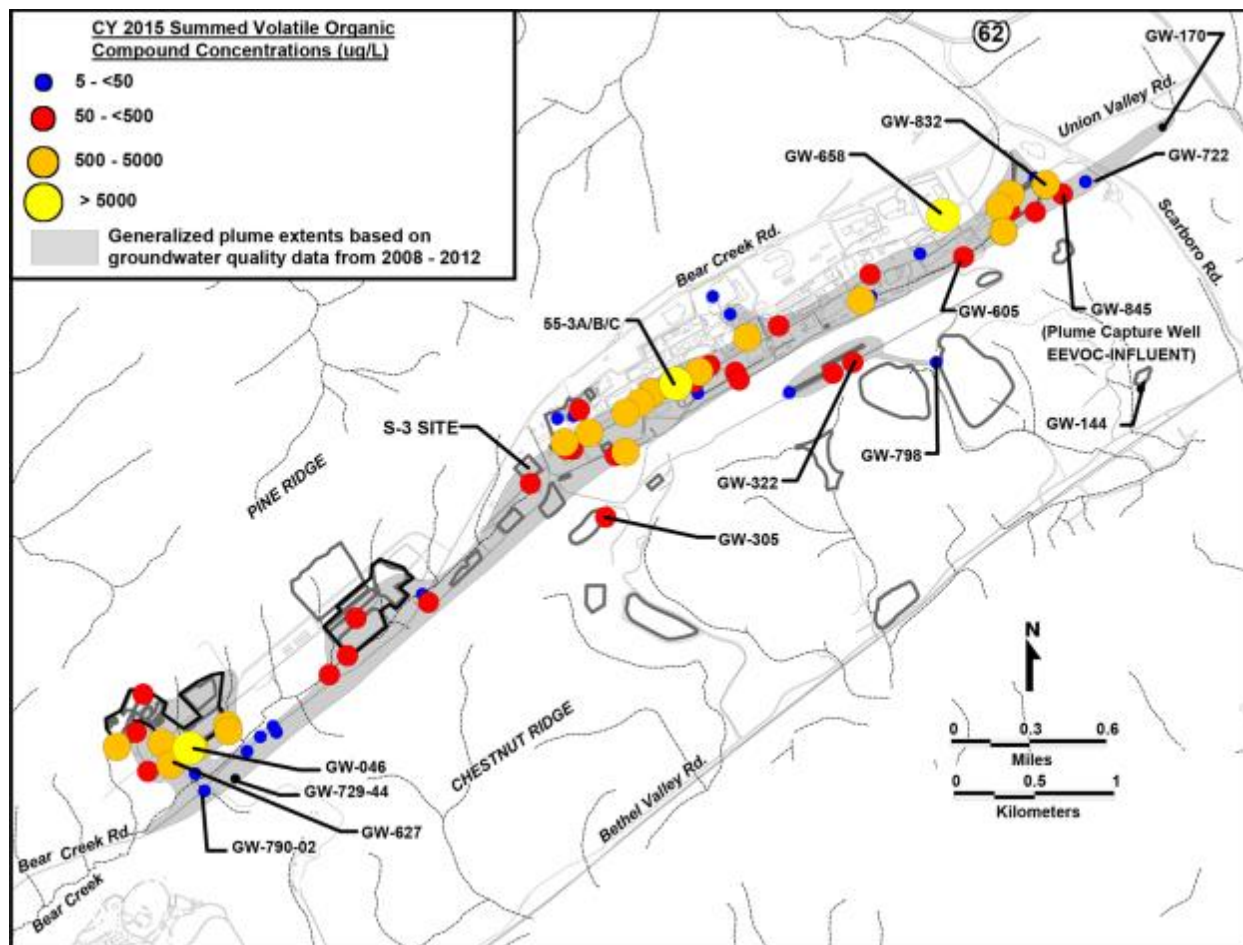 CY 2015 Summed Volatile Organic
Compound Concentrations (uq/L)
5 - <50
50 - <500
500 - 5000
> 5000
Generalized plume extents based on
groundwater quality data from 2008 - 2012
62
GW-170
Union Valley Rd.
GW-832
GW-722
GW-658
Scarboro Rd.
Bear Creek Rd.
GW-605
GW-845
(Plume Capture Well
EEVOC-INFLUENT)
55-3A/B/C
GW-144
S-3 SITE
GW-798
GW-322
PINE RIDGE
GW-305
N
CHESTNUT RIDGE
0 0.3 0.6
Miles
0 0.5 1
Kilometers
Bethel Valley Rd.
GW-046
GW-729-44
GW-627
GW-790-02
Bear Creek Rd.
Bear Creek